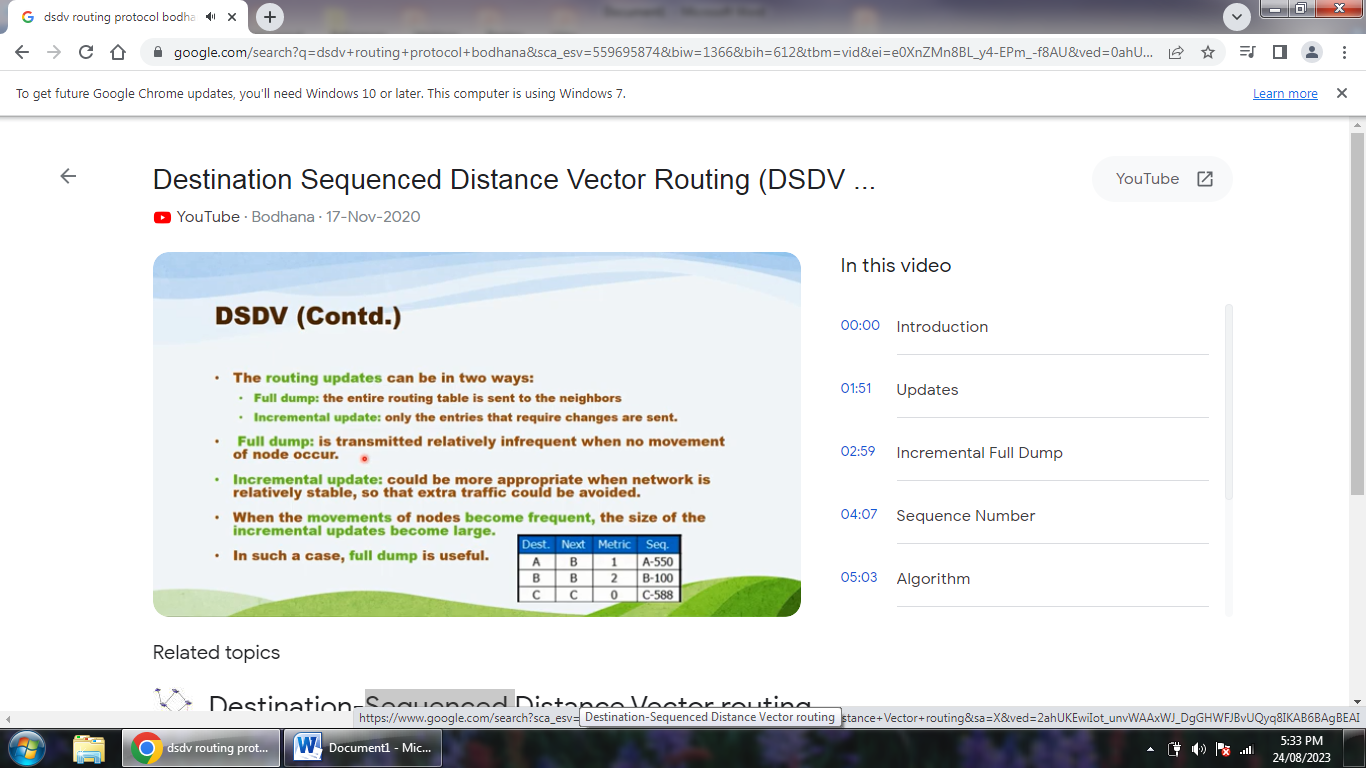 Document1 - Microsoft Word
dsdv routing protocol bodha
google.com/search?q=dsdv+routing+protocol+bodhana&sca_esv=559695874&biw=1366&bih=612&tbm=vid&ei=e0XnZMn8BL_y4-EPm_-f8AU&ved=0ahU...
To get future Google Chrome updates, you'll need Windows 10 or later. This computer is using Windows 7.
Learn more
Destination Sequenced Distance Vector Routing (DSDV ...
YouTube
YouTube · Bodhana · 17-Nov-2020
DSDV (Contd.)
• The routing updates can be in two ways:
• Full dump: the entire routing table is sent to the neighbors
• Incremental update: only the entries that require changes are sent.
• Full dump: is transmitted relatively infrequent when no movement
of node occur.
• Incremental update: could be more appropriate when network is
relatively stable, so that extra traffic could be avoided.
• When the movements of nodes become frequent, the size of the
incremental updates become large.
• In such a case, full dump is useful.
Dest. Next Metric Seq.
A B 1 A-550
B B 2 B-100
C C 0 C-588
In this video
00:00 Introduction
01:51 Updates
02:59 Incremental Full Dump
04:07 Sequence Number
05:03 Algorithm
Related topics
Destination-Sequenced Distance Vector routing
https://www.google.com/search?sca_esv=
Destination-Sequenced Distance Vector routing
stance+Vector+routing&sa=X&ved=2ahUKEwiIot_unvWAAxWJ_DgGHWFJBvUQyq8IKAB6BAgBEAI
dsdv routing prot...
Document1 - Mic...
5:33 PM
24/08/2023